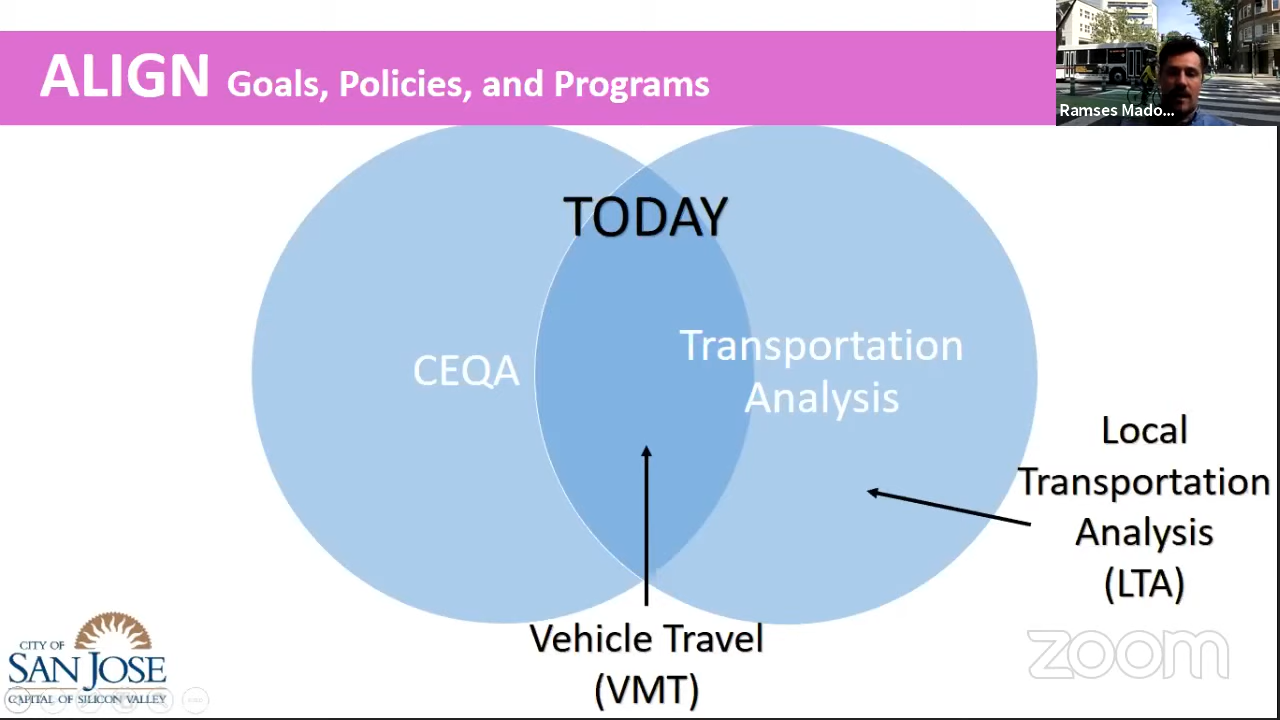 ALIGN Goals, Policies, and Programs
Ramses Mado...
TODAY
CEQA
Transportation
Analysis
Local
Transportation
Analysis
(LTA)
Vehicle Travel
(VMT)
CITY OF
SAN JOSE
CAPITAL OF SILICON VALLEY
zoom